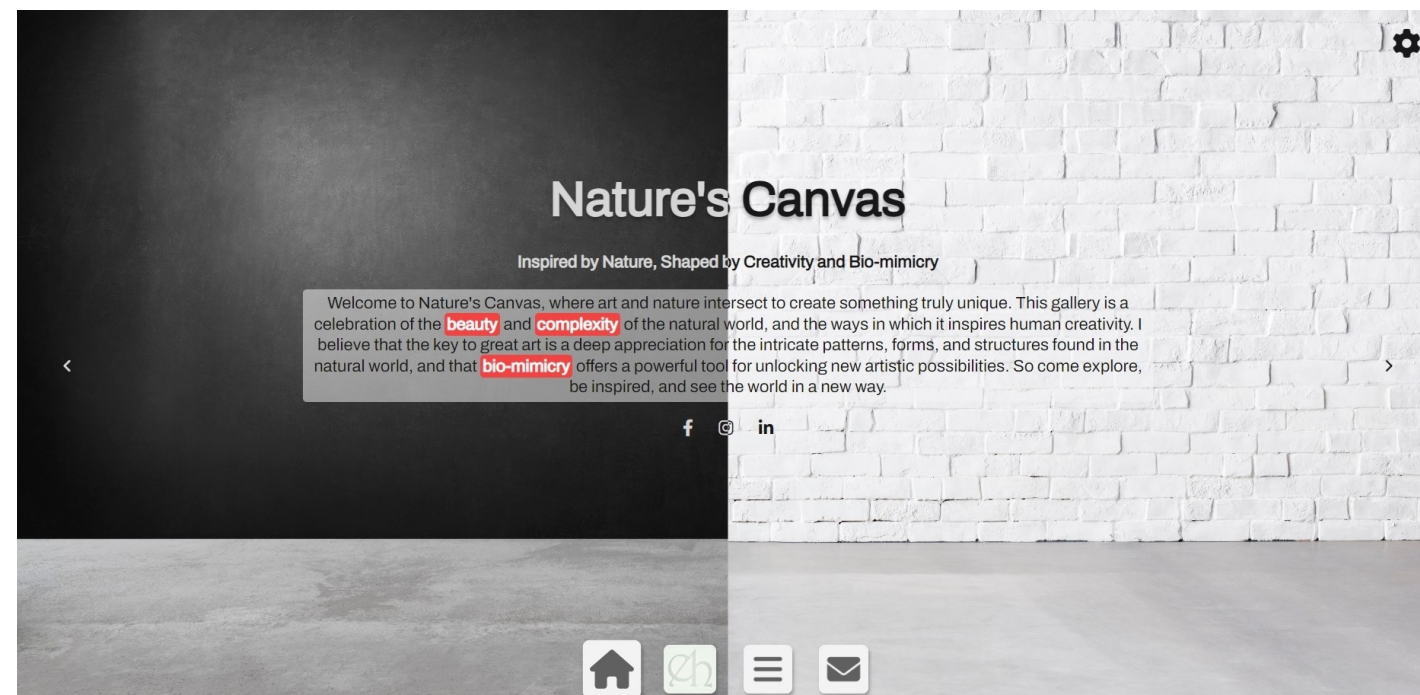 Nature's Canvas
Inspired by Nature, Shaped by Creativity and Bio-mimicry
Welcome to Nature's Canvas, where art and nature intersect to create something truly unique. This gallery is a
celebration of the beauty and complexity of the natural world, and the ways in which it inspires human creativity. I
believe that the key to great art is a deep appreciation for the intricate patterns, forms, and structures found in the
natural world, and that bio-mimicry offers a powerful tool for unlocking new artistic possibilities. So come explore,
be inspired, and see the world in a new way.
f in